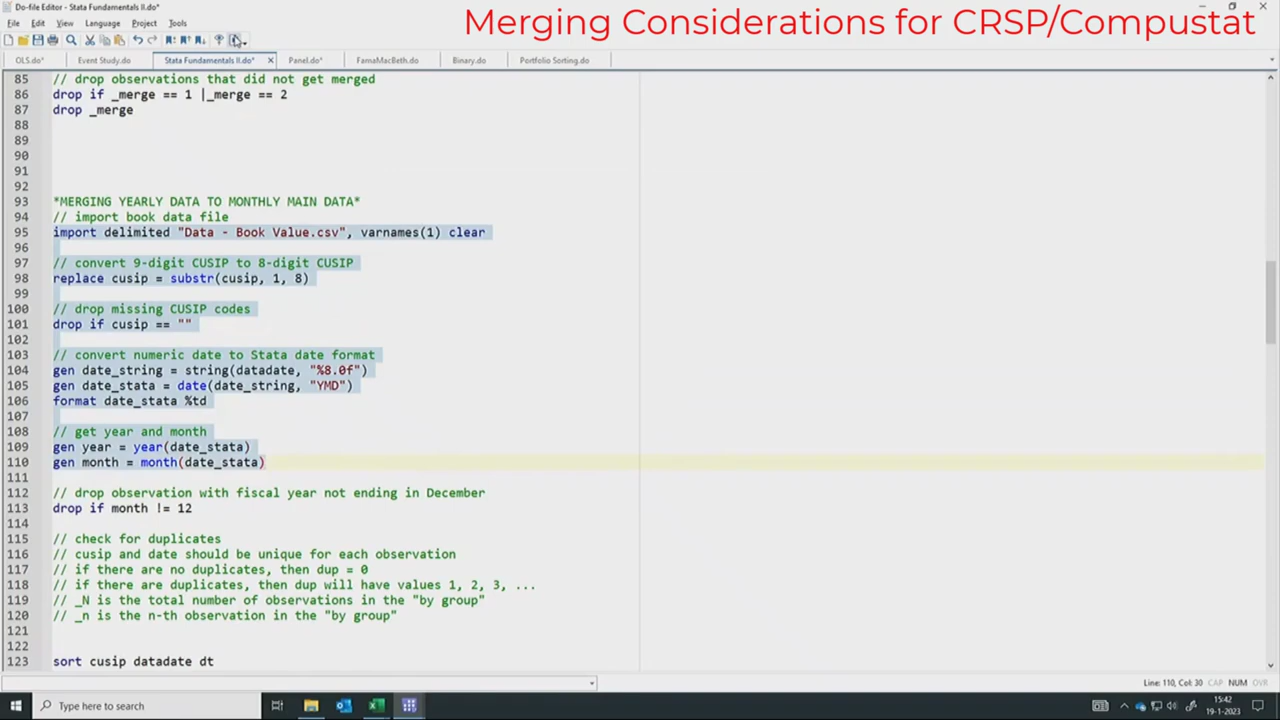 Do-file Editor - Stata Fundamentals II.do*
Merging Considerations for CRSP/Compustat
File Edit View Language Project Tools
OLS.do* Event Study.do Stata Fundamentals II.do* Panel.do* FamaMacBeth.do Binary.do Portfolio Sorting.do
85 // drop observations that did not get merged
86 drop if _merge == 1 |_merge == 2
87 drop _merge
88
89
90
91
92
93 *MERGING YEARLY DATA TO MONTHLY MAIN DATA*
94 // import book data file
95 import delimited "Data - Book Value.csv", varnames(1) clear
96
97 // convert 9-digit CUSIP to 8-digit CUSIP
98 replace cusip = substr(cusip, 1, 8)
99
100 // drop missing CUSIP codes
101 drop if cusip == ""
102
103 // convert numeric date to Stata date format
104 gen date_string = string(datadate, "%8.0f")
105 gen date_stata = date(date_string, "YMD")
106 format date_stata %td
107
108 // get year and month
109 gen year = year(date_stata)
110 gen month = month(date_stata)
111
112 // drop observation with fiscal year not ending in December
113 drop if month != 12
114
115 // check for duplicates
116 // cusip and date should be unique for each observation
117 // if there are no duplicates, then dup = 0
118 // if there are duplicates, then dup will have values 1, 2, 3, ...
119 // _N is the total number of observations in the "by group"
120 // _n is the n-th observation in the "by group"
121
122
123 sort cusip datadate dt
Line: 110, Col: 30 CAP NUM OVR
Type here to search
15:42
19-1-2023